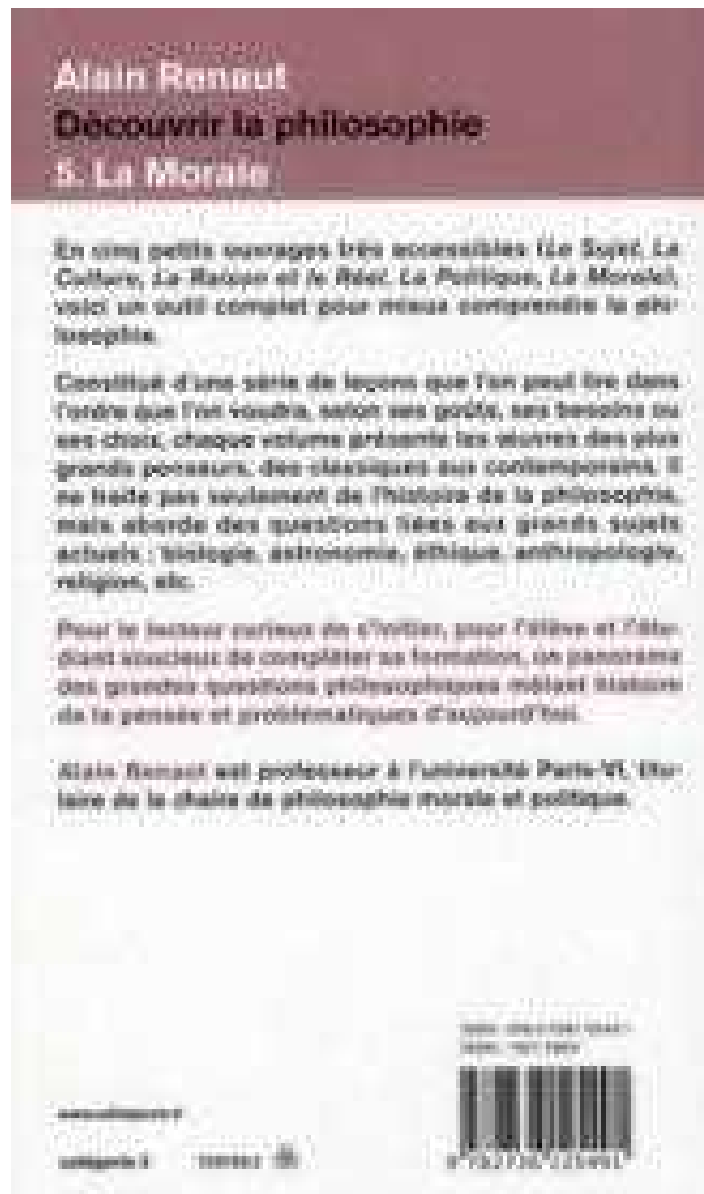 Alain Renaut
Découvrir la philosophie
5. La Morale
En cinq petits ouvrages très accessibles (Le Sujet, La
Culture, La Raison et le Réel, La Politique, La Morale),
voici un outil complet pour mieux comprendre la phi-
losophie.
Constitué d'une série de leçons que l'on peut lire dans
l'ordre que l'on voudra, selon ses goûts, ses besoins ou
ses choix, chaque volume présente les œuvres des plus
grands penseurs, des classiques aux contemporains. Il
ne traite pas seulement de l'histoire de la philosophie,
mais aborde des questions liées aux grands sujets
actuels : biologie, astronomie, éthique, anthropologie,
religion, etc.
Pour le lecteur curieux de s'initier, pour l'élève et l'étu-
diant soucieux de compléter sa formation, un panorama
des grandes questions philosophiques mêlant histoire
de la pensée et problématiques d'aujourd'hui.
Alain Renaut est professeur à l'université Paris-VI, titu-
laire de la chaire de philosophie morale et politique.
ISBN